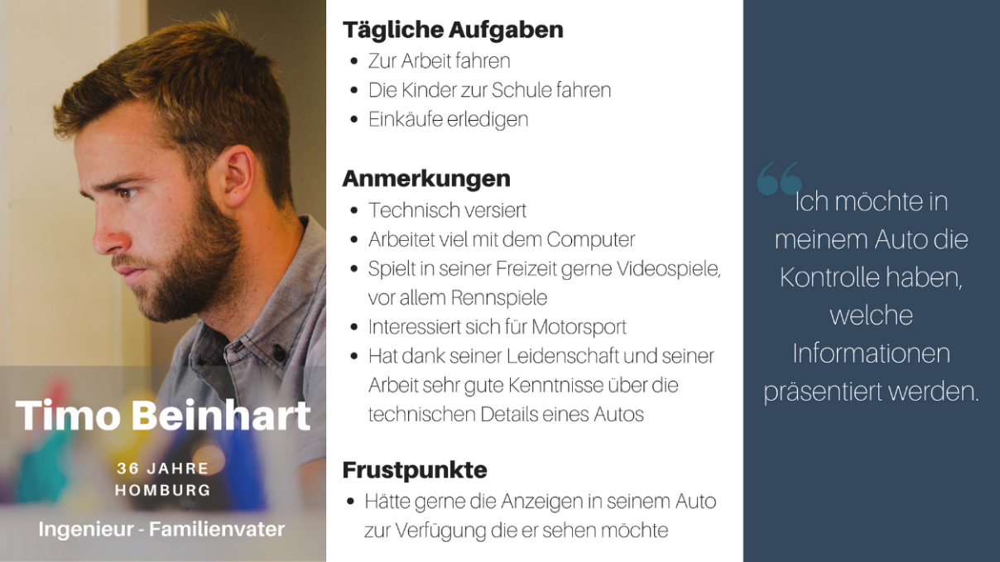 Timo Beinhart
36 JAHRE
HOMBURG
Ingenieur - Familienvater
Tägliche Aufgaben
• Zur Arbeit fahren
• Die Kinder zur Schule fahren
• Einkäufe erledigen
Anmerkungen
• Technisch versiert
• Arbeitet viel mit dem Computer
• Spielt in seiner Freizeit gerne Videospiele,
vor allem Rennspiele
• Interessiert sich für Motorsport
• Hat dank seiner Leidenschaft und seiner
Arbeit sehr gute Kenntnisse über die
technischen Details eines Autos
Frustpunkte
• Hätte gerne die Anzeigen in seinem Auto
zur Verfügung die er sehen möchte
“Ich möchte in
meinem Auto die
Kontrolle haben,
welche
Informationen
präsentiert werden.